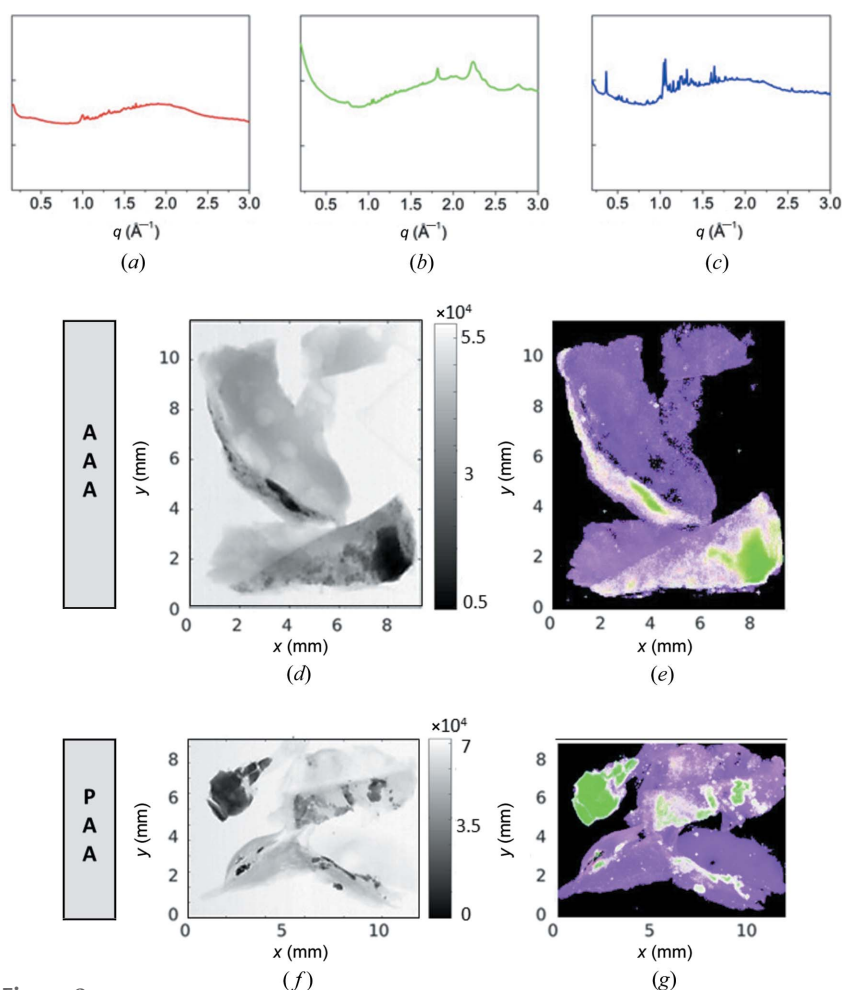 0.5 1.0 1.5 2.0 2.5 3.0
q (Å⁻¹)
(a)
0.5 1.0 1.5 2.0 2.5 3.0
q (Å⁻¹)
(b)
0.5 1.0 1.5 2.0 2.5 3.0
q (Å⁻¹)
(c)
A
A
A
y (mm)
10
8
6
4
2
0
0 2 4 6 8
x (mm)
(d)
×10⁴
5.5
3
0.5
y (mm)
10
8
6
4
2
0
0 2 4 6 8
x (mm)
(e)
P
A
A
y (mm)
8
6
4
2
0
0 5 10
x (mm)
(f)
×10⁴
7
3.5
0
y (mm)
8
6
4
2
0
0 5 10
x (mm)
(g)